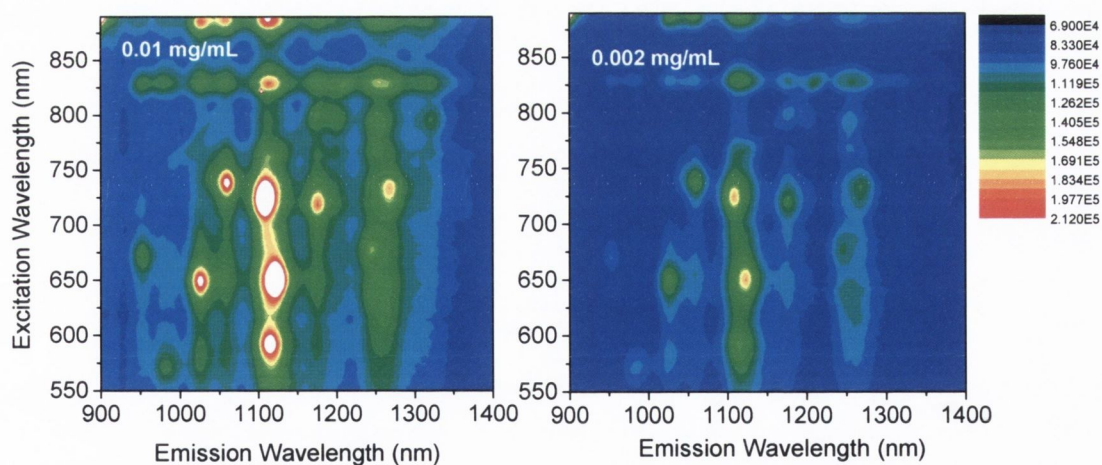 0.01 mg/mL
0.002 mg/mL
Excitation Wavelength (nm)
850
800
750
700
650
600
550
900 1000 1100 1200 1300 1400
900 1000 1100 1200 1300 1400
Emission Wavelength (nm)
Emission Wavelength (nm)
6.900E4
8.330E4
9.760E4
1.119E5
1.262E5
1.405E5
1.548E5
1.691E5
1.834E5
1.977E5
2.120E5
850
800
750
700
650
600
550